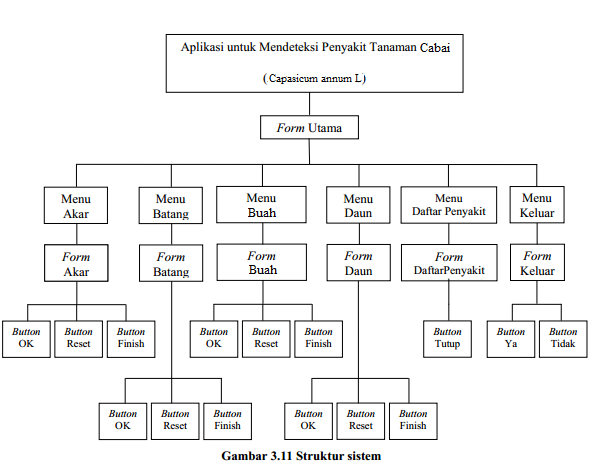 Aplikasi untuk Mendeteksi Penyakit Tanaman Cabai
( Capasicum annum L)
Form Utama
Menu
Akar
Menu
Batang
Menu
Buah
Menu
Daun
Menu
Daftar Penyakit
Menu
Keluar
Form
Akar
Form
Batang
Form
Buah
Form
Daun
Form
DaftarPenyakit
Form
Keluar
Button
OK
Button
Reset
Button
Finish
Button
OK
Button
Reset
Button
Finish
Button
Tutup
Button
Ya
Button
Tidak
Button
OK
Button
Reset
Button
Finish
Button
OK
Button
Reset
Button
Finish
Gambar 3.11 Struktur sistem